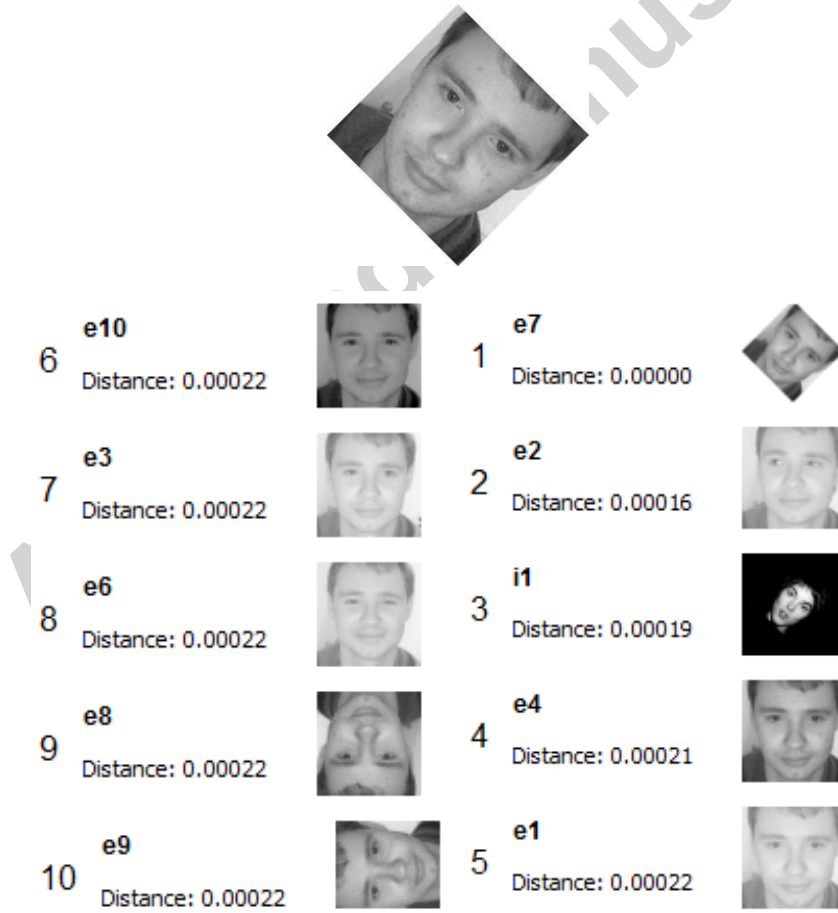 6
e10
Distance: 0.00022
7
e3
Distance: 0.00022
8
e6
Distance: 0.00022
9
e8
Distance: 0.00022
10
e9
Distance: 0.00022
1
e7
Distance: 0.00000
2
e2
Distance: 0.00016
3
i1
Distance: 0.00019
4
e4
Distance: 0.00021
5
e1
Distance: 0.00022